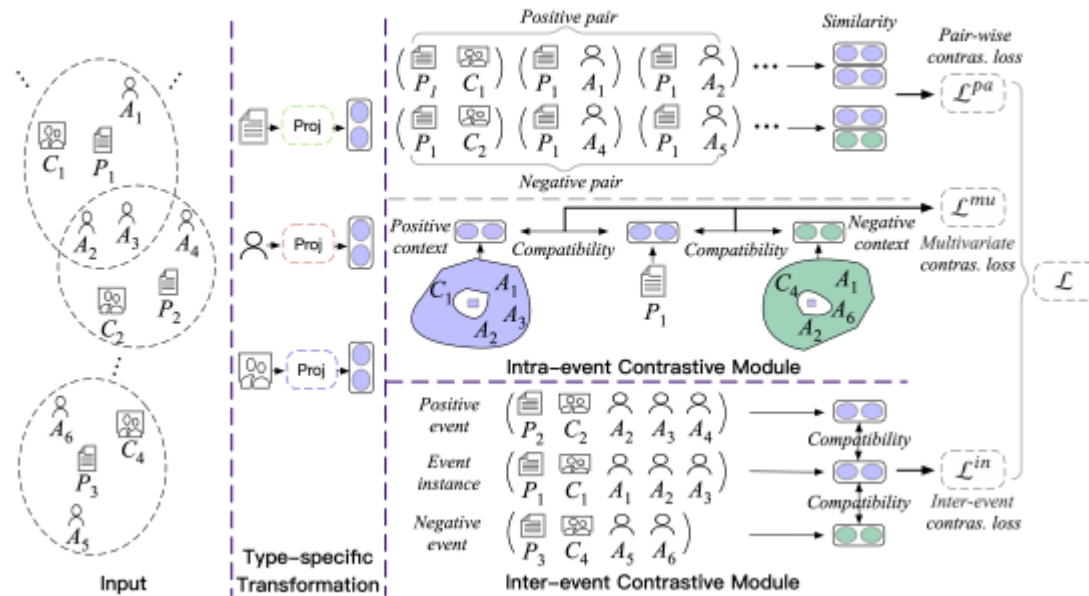 A1
C1 P1
A2 A3 A4
P2
C2
A6
C4
P3
A5
Input
Proj
Proj
Proj
Type-specific
Transformation
Positive pair
Similarity
(P1 C1) (P1 A1) (P1 A2) ...
(P1 C2) (P1 A4) (P1 A5) ...
Negative pair
Pair-wise
contras. loss
ℒ^pa
Positive
context
Compatibility
Compatibility
Negative
context
ℒ^mu
Multivariate
contras. loss
C1 A1
A3
A2
P1
C4 A1
A6
A2
Intra-event Contrastive Module
Positive
event
(P2 C2 A2 A3 A4)
Compatibility
Event
instance
(P1 C1 A1 A2 A3)
Compatibility
Negative
event
(P3 C4 A5 A6)
ℒ^in
Inter-event
contras. loss
Inter-event Contrastive Module
ℒ